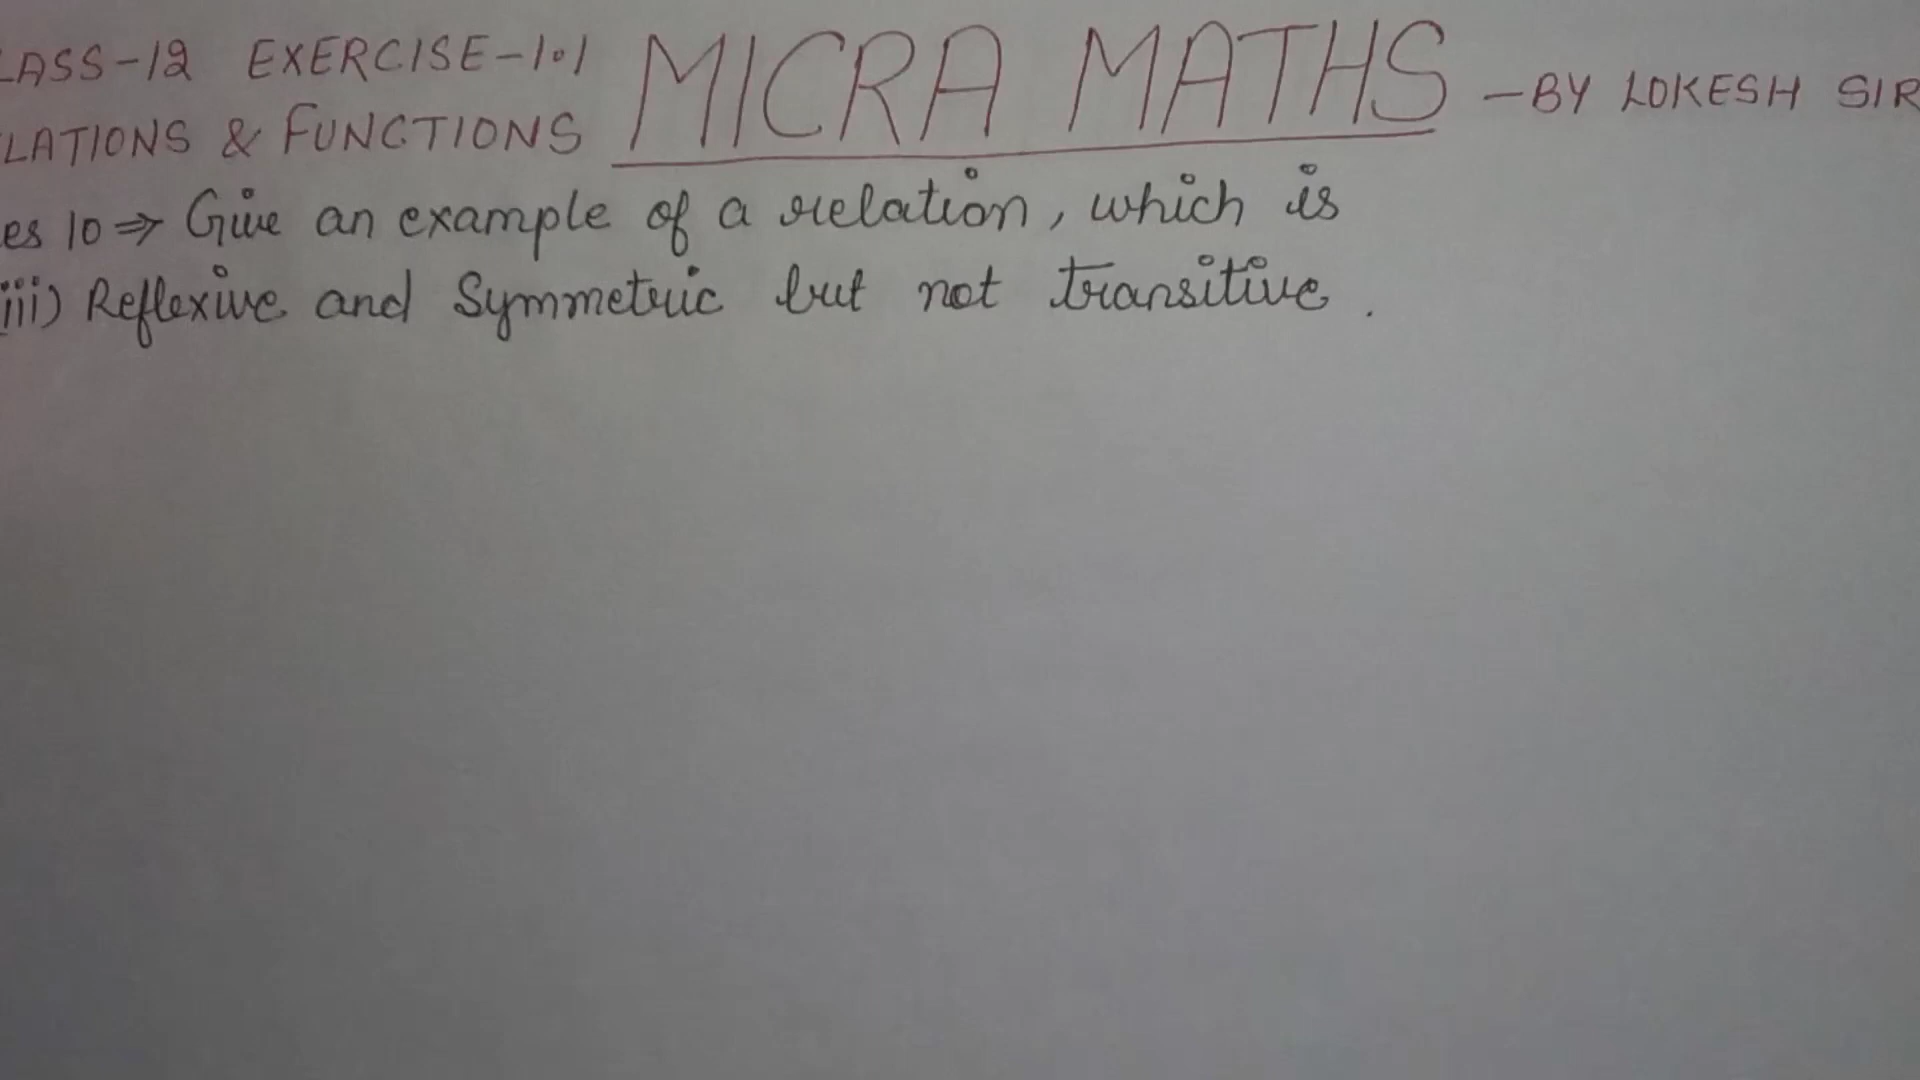 LASS-12 EXERCISE-1.1 MICRA MATHS -BY LOKESH SIR
LATIONS & FUNCTIONS
es 10⇒ Give an example of a relation, which is
iii) Reflexive and Symmetric but not transitive.